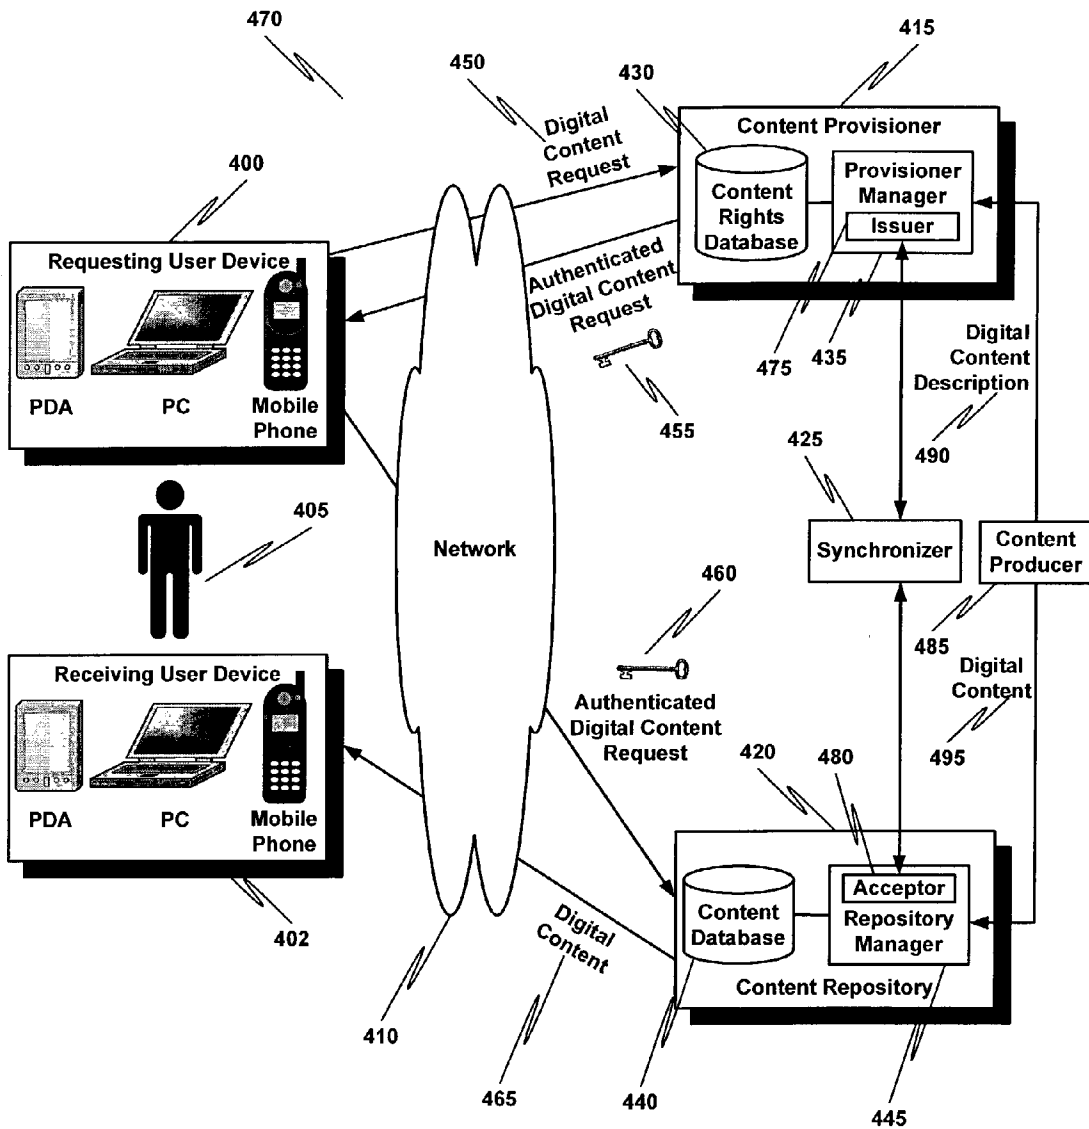 470
450
430
415
Digital
Content
Request
Content Provisioner
400
Content
Rights
Database
Provisioner
Manager
Issuer
Requesting User Device
PDA
PC
Mobile
Phone
Authenticated
Digital Content
Request
475
435
455
Digital
Content
Description
490
425
405
Network
Synchronizer
Content
Producer
460
485
Receiving User Device
PDA
PC
Mobile
Phone
Authenticated
Digital Content
Request
Digital
Content
495
420
480
402
Content
Database
Acceptor
Repository
Manager
Content Repository
Digital
Content
410
465
440
445